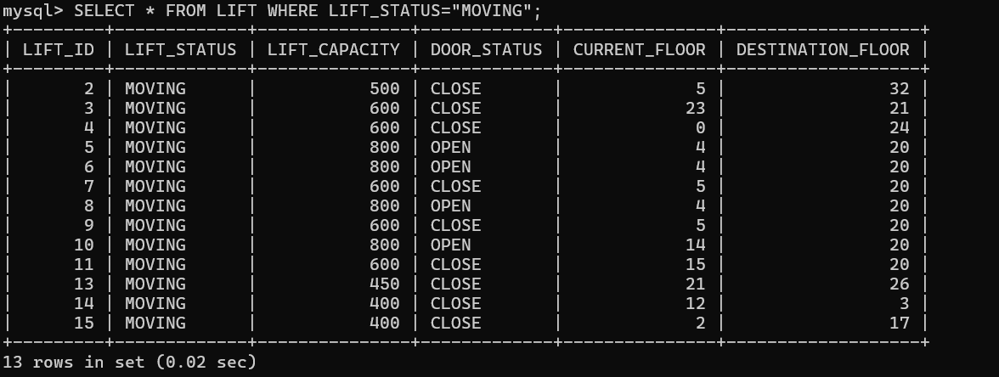 mysql> SELECT * FROM LIFT WHERE LIFT_STATUS="MOVING";
+---------+-------------+---------------+-------------+---------------+-------------------+
| LIFT_ID | LIFT_STATUS | LIFT_CAPACITY | DOOR_STATUS | CURRENT_FLOOR | DESTINATION_FLOOR |
+---------+-------------+---------------+-------------+---------------+-------------------+
|       2 | MOVING      |           500 | CLOSE       |             5 |                32 |
|       3 | MOVING      |           600 | CLOSE       |            23 |                21 |
|       4 | MOVING      |           600 | CLOSE       |             0 |                24 |
|       5 | MOVING      |           800 | OPEN        |             4 |                20 |
|       6 | MOVING      |           800 | OPEN        |             4 |                20 |
|       7 | MOVING      |           600 | CLOSE       |             5 |                20 |
|       8 | MOVING      |           800 | OPEN        |             4 |                20 |
|       9 | MOVING      |           600 | CLOSE       |             5 |                20 |
|      10 | MOVING      |           800 | OPEN        |            14 |                20 |
|      11 | MOVING      |           600 | CLOSE       |            15 |                20 |
|      13 | MOVING      |           450 | CLOSE       |            21 |                26 |
|      14 | MOVING      |           400 | CLOSE       |            12 |                 3 |
|      15 | MOVING      |           400 | CLOSE       |             2 |                17 |
+---------+-------------+---------------+-------------+---------------+-------------------+
13 rows in set (0.02 sec)